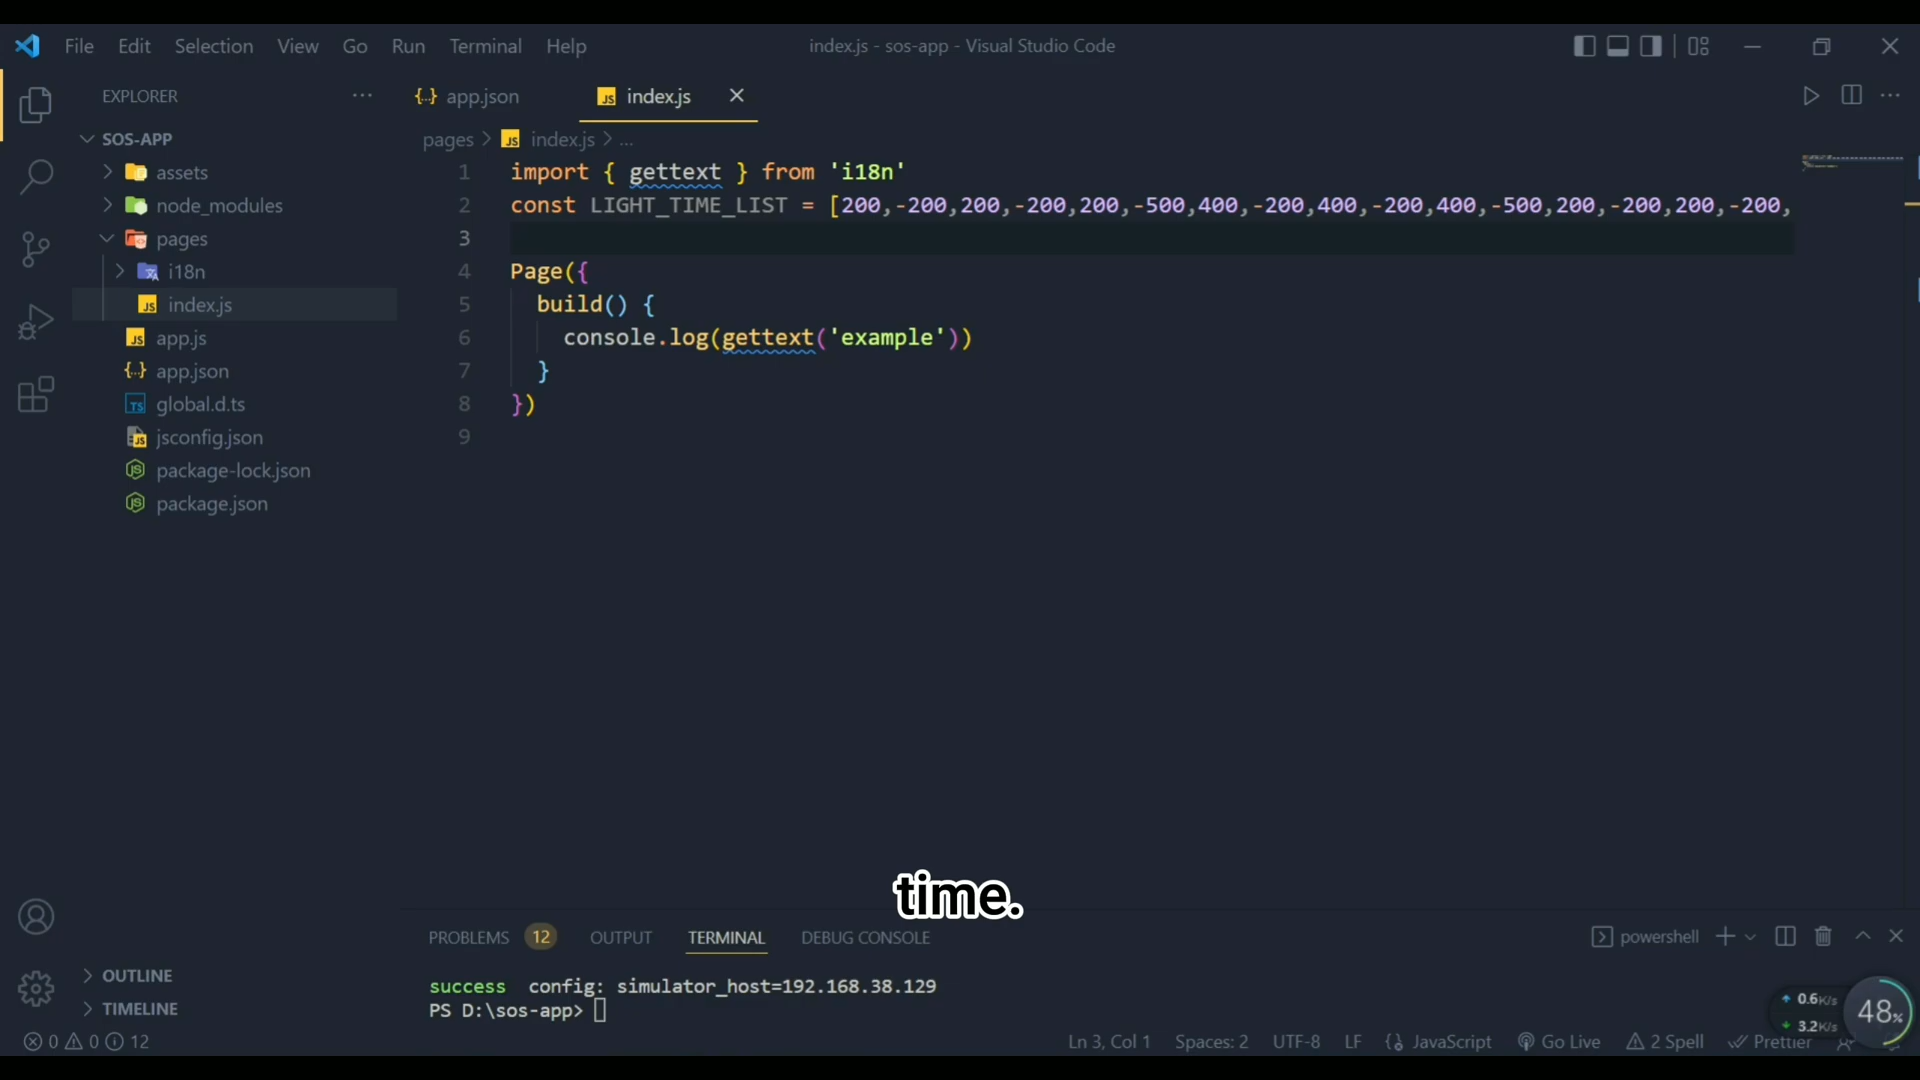 File Edit Selection View Go Run Terminal Help
index.js - sos-app - Visual Studio Code
EXPLORER
SOS-APP
assets
node_modules
pages
i18n
index.js
app.js
app.json
global.d.ts
jsconfig.json
package-lock.json
package.json
OUTLINE
TIMELINE
app.json
index.js
pages > index.js > ...
1 import { gettext } from 'i18n'
2 const LIGHT_TIME_LIST = [200,-200,200,-200,200,-500,400,-200,400,-200,400,-500,200,-200,200,-200,
3
4 Page({
5 build() {
6 console.log(gettext('example'))
7 }
8 })
9
time.
PROBLEMS 12 OUTPUT TERMINAL DEBUG CONSOLE
powershell
success config: simulator_host=192.168.38.129
PS D:\sos-app>
0.6K/s
3.2K/s
48%
0 0 12
Ln 3, Col 1 Spaces: 2 UTF-8 LF {} JavaScript Go Live 2 Spell Prettier